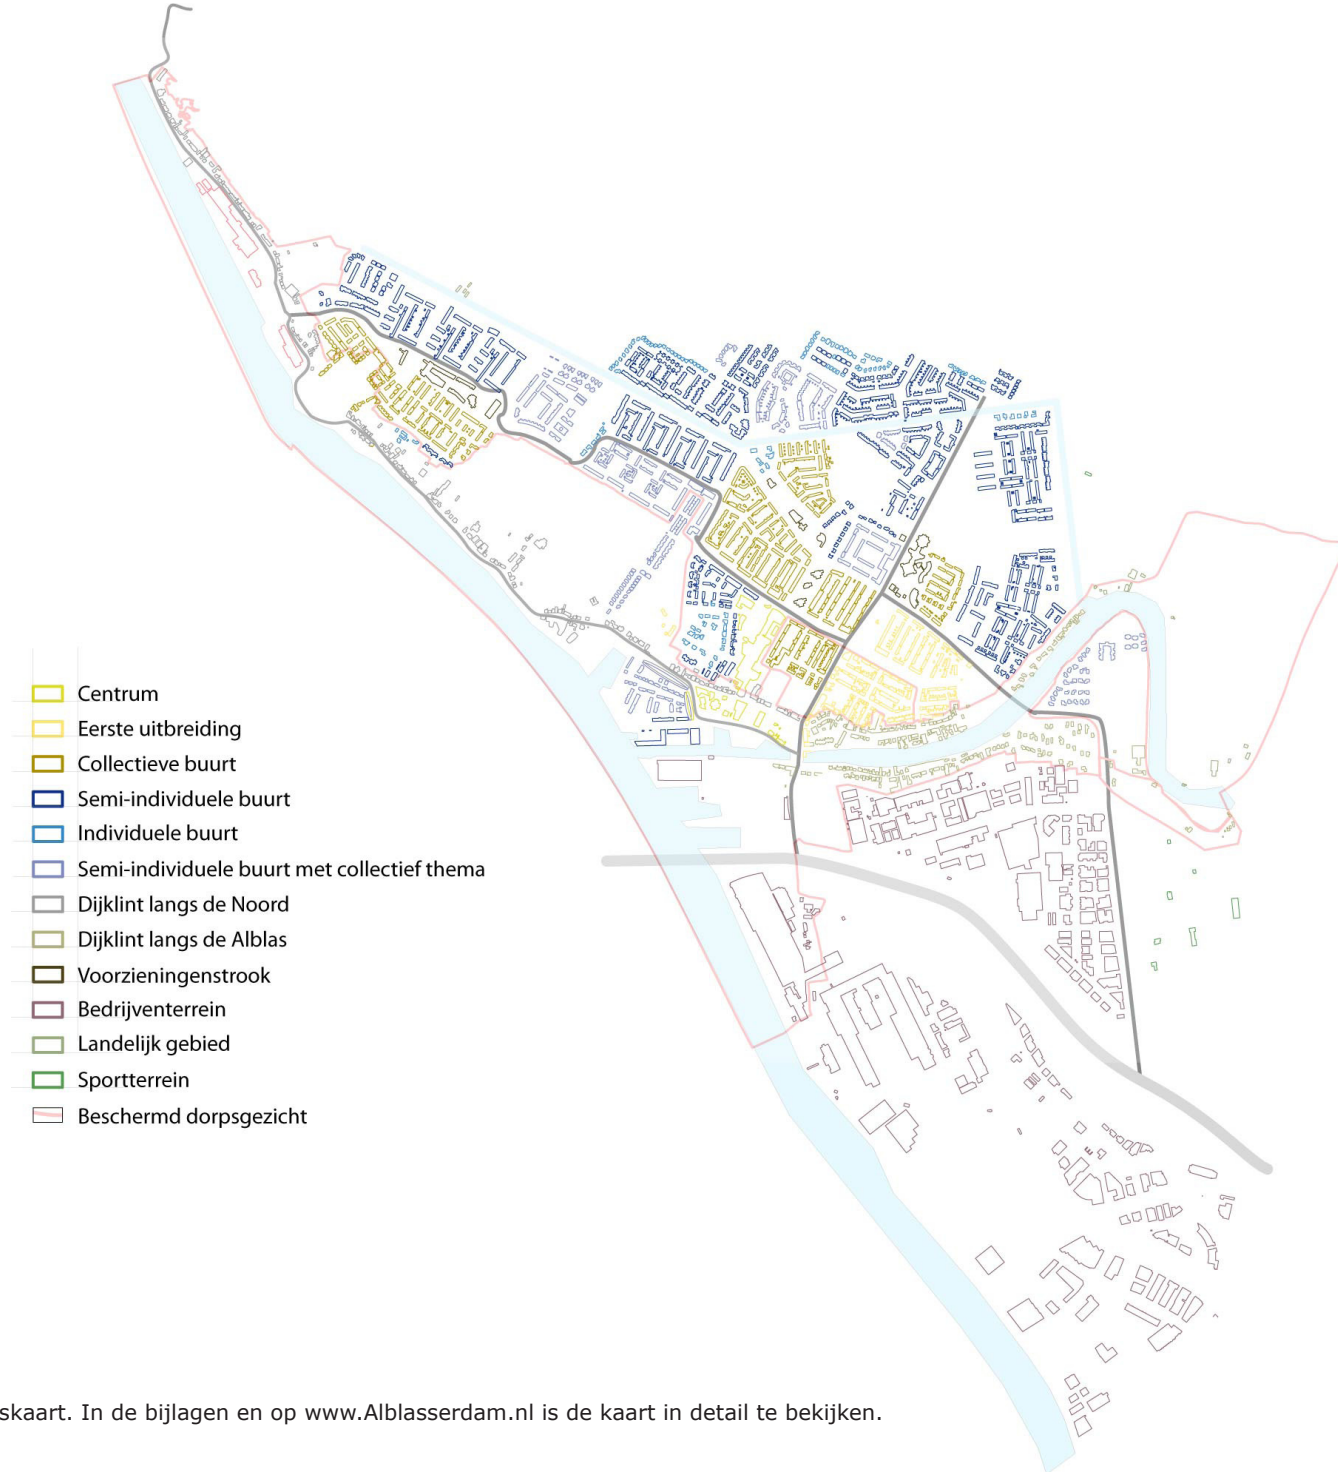 Centrum
Eerste uitbreiding
Collectieve buurt
Semi-individuele buurt
Individuele buurt
Semi-individuele buurt met collectief thema
Dijklint langs de Noord
Dijklint langs de Alblas
Voorzieningenstrook
Bedrijventerrein
Landelijk gebied
Sportterrein
Beschermd dorpsgezicht
skaart. In de bijlagen en op www.Alblasserdam.nl is de kaart in detail te bekijken.